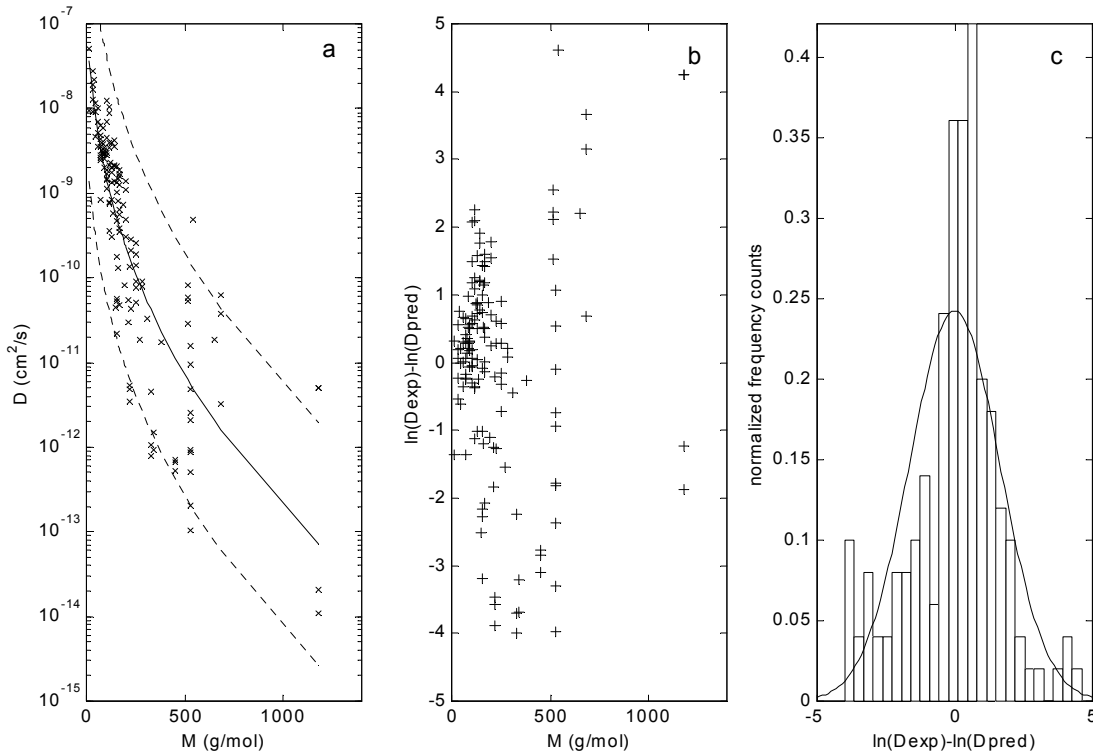 a
10^-7
10^-8
10^-9
10^-10
10^-11
10^-12
10^-13
10^-14
10^-15
D (cm^2/s)
0 500 1000
M (g/mol)
b
5
4
3
2
1
0
-1
-2
-3
-4
-5
ln(Dexp)-ln(Dpred)
0 500 1000
M (g/mol)
c
0.4
0.35
0.3
0.25
0.2
0.15
0.1
0.05
0
normalized frequency counts
-5 0 5
ln(Dexp)-ln(Dpred)